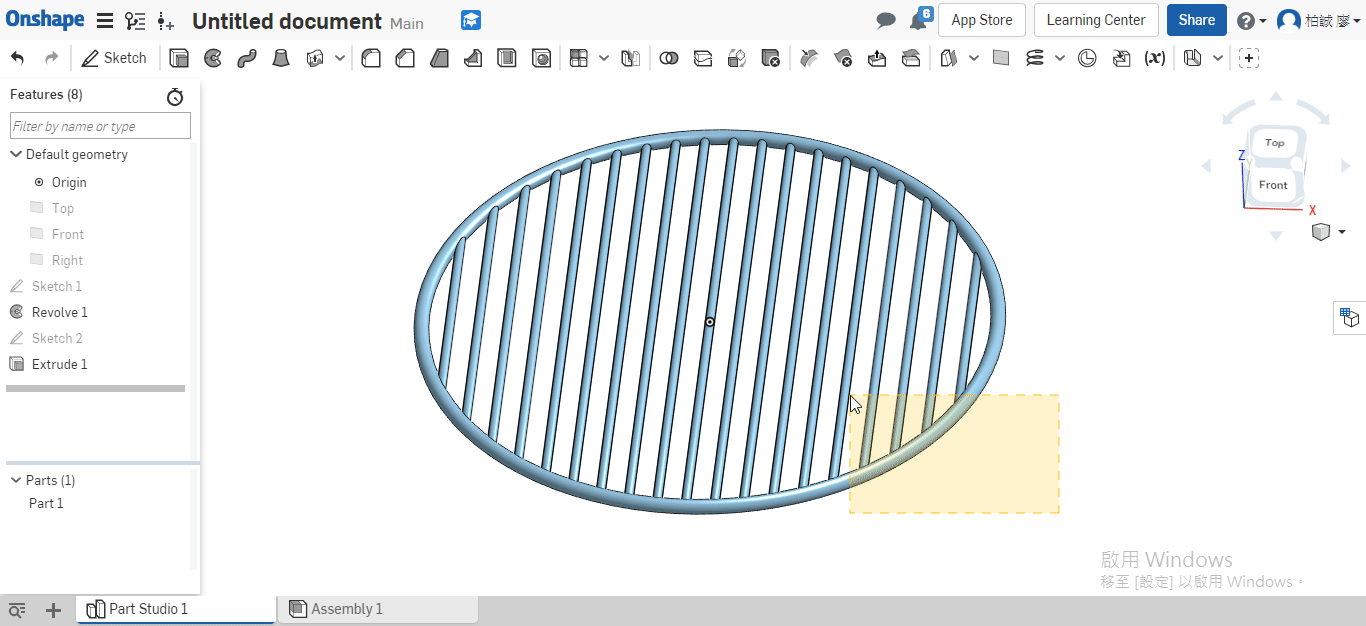 Onshape Untitled document Main 6 App Store Learning Center Share ? 柏誠 廖
Sketch (x)
Features (8)
Filter by name or type
Default geometry
Origin
Top
Front
Right
Sketch 1
Revolve 1
Sketch 2
Extrude 1
Parts (1)
Part 1
Top
Z Y
Front
X
啟用 Windows
移至 [設定] 以啟用 Windows。
Part Studio 1 Assembly 1